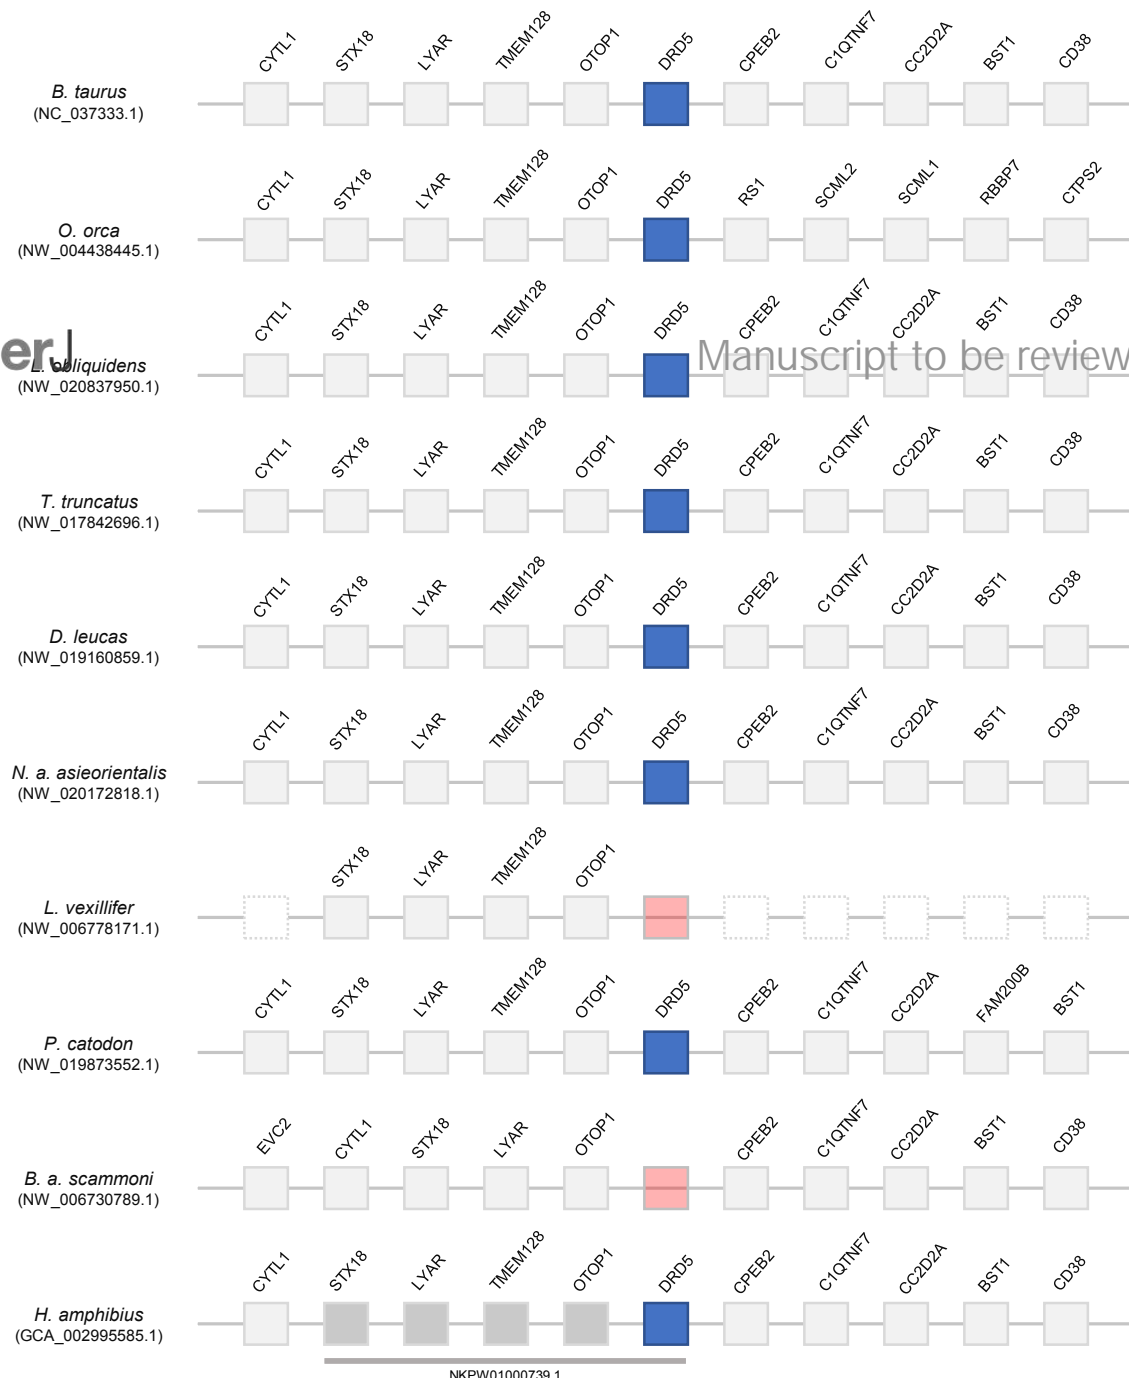 CYTL1 STX18 LYAR TMEM128 OTOP1 DRD5 CPEB2 C1QTNF7 CC2D2A BST1 CD38
B. taurus
(NC_037333.1)
CYTL1 STX18 LYAR TMEM128 OTOP1 DRD5 RS1 SCML2 SCML1 RBBP7 CTPS2
O. orca
(NW_004438445.1)
CYTL1 STX18 LYAR TMEM128 OTOP1 DRD5 CPEB2 C1QTNF7 CC2D2A BST1 CD38
erJ Manuscript to be review
L. obliquidens
(NW_020837950.1)
CYTL1 STX18 LYAR TMEM128 OTOP1 DRD5 CPEB2 C1QTNF7 CC2D2A BST1 CD38
T. truncatus
(NW_017842696.1)
CYTL1 STX18 LYAR TMEM128 OTOP1 DRD5 CPEB2 C1QTNF7 CC2D2A BST1 CD38
D. leucas
(NW_019160859.1)
CYTL1 STX18 LYAR TMEM128 OTOP1 DRD5 CPEB2 C1QTNF7 CC2D2A BST1 CD38
N. a. asieorientalis
(NW_020172818.1)
STX18 LYAR TMEM128 OTOP1
L. vexillifer
(NW_006778171.1)
CYTL1 STX18 LYAR TMEM128 OTOP1 DRD5 CPEB2 C1QTNF7 CC2D2A FAM200B BST1
P. catodon
(NW_019873552.1)
EVC2 CYTL1 STX18 LYAR OTOP1 CPEB2 C1QTNF7 CC2D2A BST1 CD38
B. a. scammoni
(NW_006730789.1)
CYTL1 STX18 LYAR TMEM128 OTOP1 DRD5 CPEB2 C1QTNF7 CC2D2A BST1 CD38
H. amphibius
(GCA_002995585.1)
NKPW01000739.1